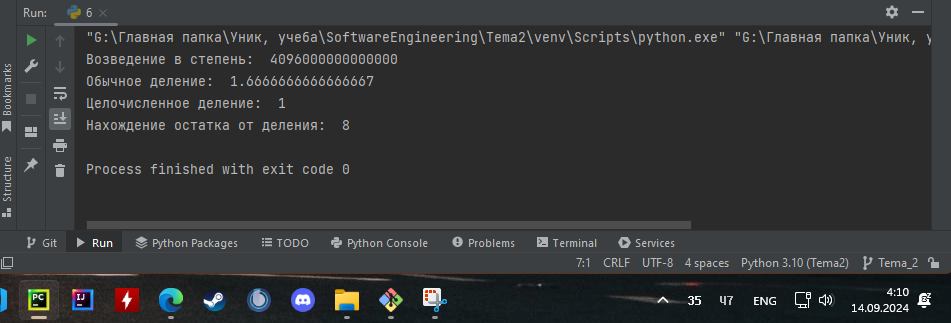 Run: 6
"G:\Главная папка\Уник, учеба\SoftwareEngineering\Tema2\venv\Scripts\python.exe" "G:\Главная папка\Уник, у
Возведение в степень:  4096000000000000
Обычное деление:  1.6666666666666667
Целочисленное деление:  1
Нахождение остатка от деления:  8
Process finished with exit code 0
Bookmarks
Structure
Git Run Python Packages TODO Python Console Problems Terminal Services
7:1 CRLF UTF-8 4 spaces Python 3.10 (Tema2) Tema_2
PC IJ 35 ЧТ ENG 4:10
14.09.2024